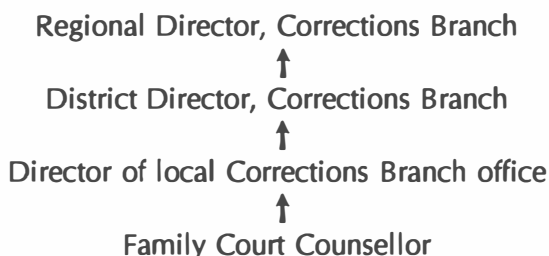 Regional Director, Corrections Branch
District Director, Corrections Branch
Director of local Corrections Branch office
Family Court Counsellor